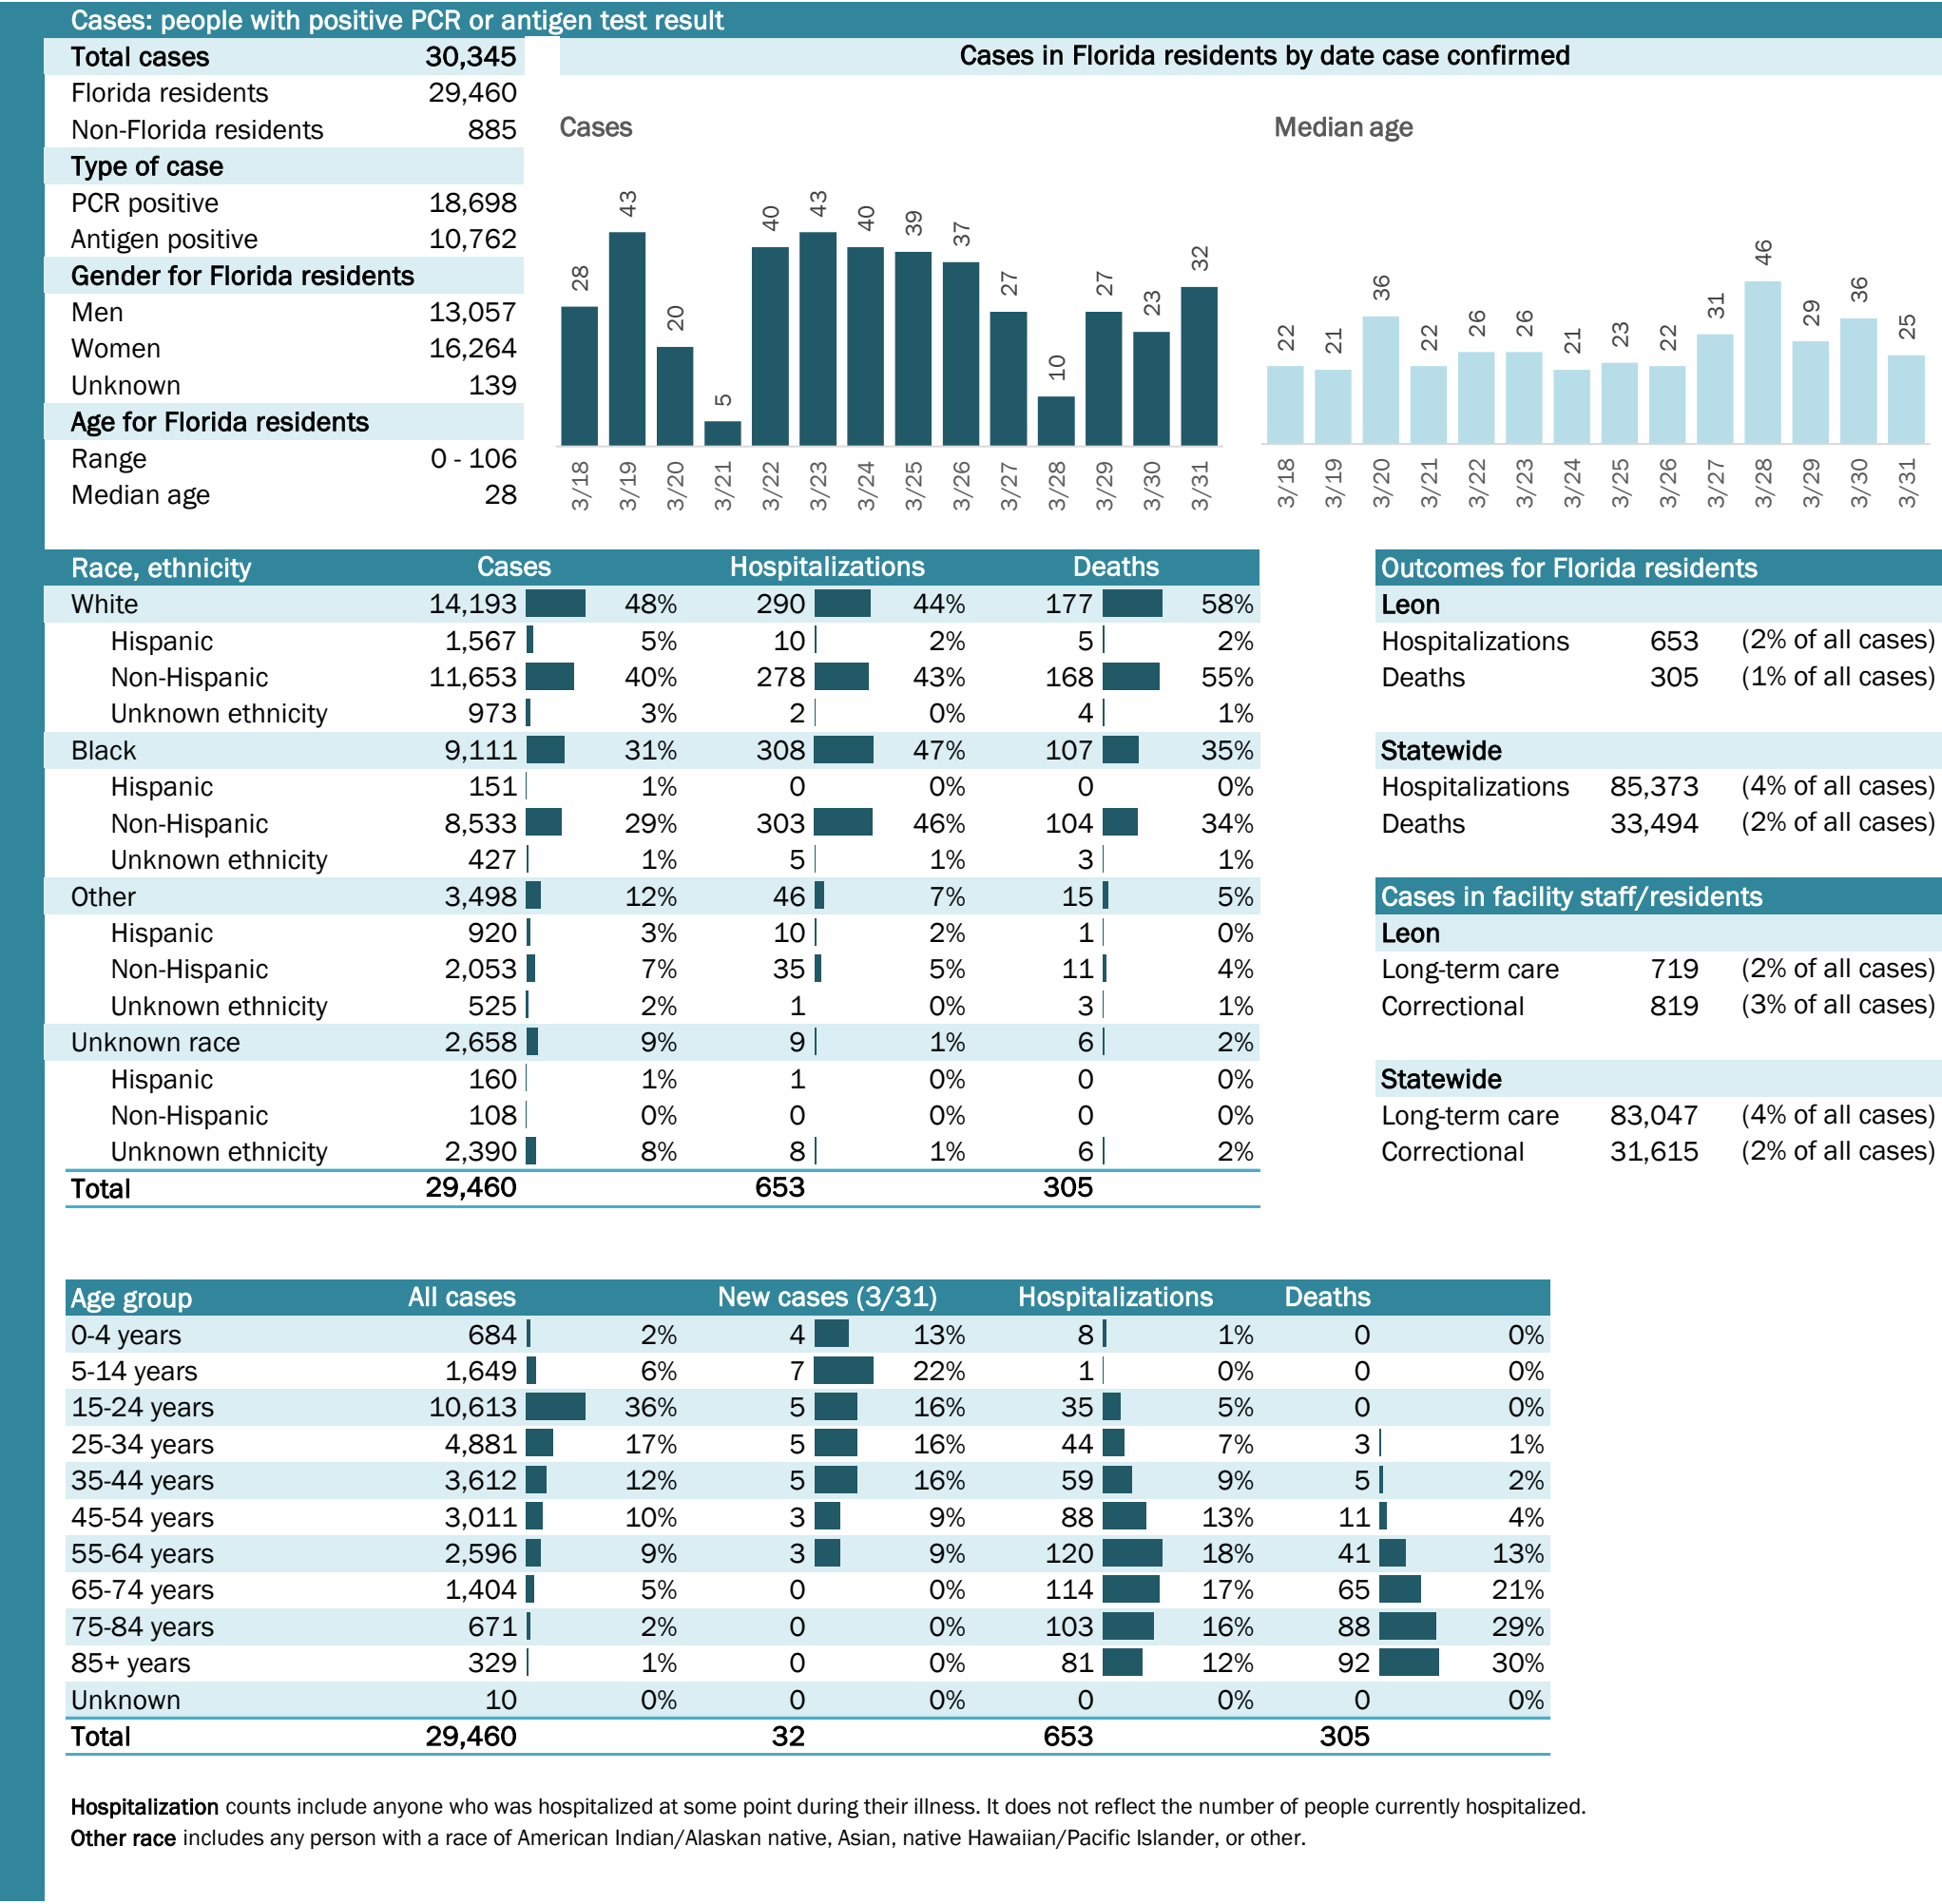 Cases: people with positive PCR or antigen test result
Total cases 30,345
Florida residents 29,460
Non-Florida residents 885
Type of case
PCR positive 18,698
Antigen positive 10,762
Gender for Florida residents
Men 13,057
Women 16,264
Unknown 139
Age for Florida residents
Range 0 - 106
Median age 28
Cases in Florida residents by date case confirmed
Cases
28 43 20 5 40 43 40 39 37 27 10 27 23 32
3/18 3/19 3/20 3/21 3/22 3/23 3/24 3/25 3/26 3/27 3/28 3/29 3/30 3/31
Median age
22 21 36 22 26 26 21 23 22 31 46 29 36 25
3/18 3/19 3/20 3/21 3/22 3/23 3/24 3/25 3/26 3/27 3/28 3/29 3/30 3/31
Race, ethnicity Cases Hospitalizations Deaths
White 14,193 48% 290 44% 177 58%
Hispanic 1,567 5% 10 2% 5 2%
Non-Hispanic 11,653 40% 278 43% 168 55%
Unknown ethnicity 973 3% 2 0% 4 1%
Black 9,111 31% 308 47% 107 35%
Hispanic 151 1% 0 0% 0 0%
Non-Hispanic 8,533 29% 303 46% 104 34%
Unknown ethnicity 427 1% 5 1% 3 1%
Other 3,498 12% 46 7% 15 5%
Hispanic 920 3% 10 2% 1 0%
Non-Hispanic 2,053 7% 35 5% 11 4%
Unknown ethnicity 525 2% 1 0% 3 1%
Unknown race 2,658 9% 9 1% 6 2%
Hispanic 160 1% 1 0% 0 0%
Non-Hispanic 108 0% 0 0% 0 0%
Unknown ethnicity 2,390 8% 8 1% 6 2%
Total 29,460 653 305
Outcomes for Florida residents
Leon
Hospitalizations 653 (2% of all cases)
Deaths 305 (1% of all cases)
Statewide
Hospitalizations 85,373 (4% of all cases)
Deaths 33,494 (2% of all cases)
Cases in facility staff/residents
Leon
Long-term care 719 (2% of all cases)
Correctional 819 (3% of all cases)
Statewide
Long-term care 83,047 (4% of all cases)
Correctional 31,615 (2% of all cases)
Age group All cases New cases (3/31) Hospitalizations Deaths
0-4 years 684 2% 4 13% 8 1% 0 0%
5-14 years 1,649 6% 7 22% 1 0% 0 0%
15-24 years 10,613 36% 5 16% 35 5% 0 0%
25-34 years 4,881 17% 5 16% 44 7% 3 1%
35-44 years 3,612 12% 5 16% 59 9% 5 2%
45-54 years 3,011 10% 3 9% 88 13% 11 4%
55-64 years 2,596 9% 3 9% 120 18% 41 13%
65-74 years 1,404 5% 0 0% 114 17% 65 21%
75-84 years 671 2% 0 0% 103 16% 88 29%
85+ years 329 1% 0 0% 81 12% 92 30%
Unknown 10 0% 0 0% 0 0% 0 0%
Total 29,460 32 653 305
Hospitalization counts include anyone who was hospitalized at some point during their illness. It does not reflect the number of people currently hospitalized.
Other race includes any person with a race of American Indian/Alaskan native, Asian, native Hawaiian/Pacific Islander, or other.